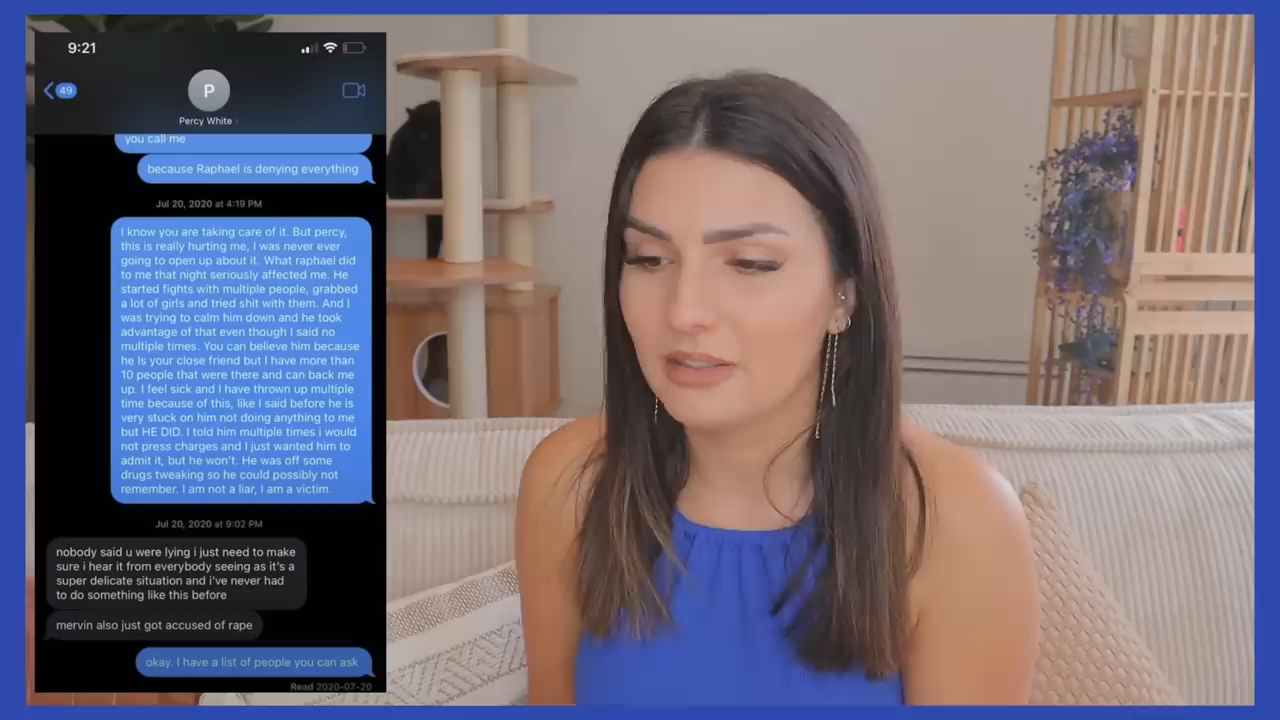 9:21
49
P
Percy White
you call me
because Raphael is denying everything
Jul 20, 2020 at 4:19 PM
I know you are taking care of it. But percy,
this is really hurting me, I was never ever
going to open up about it. What raphael did
to me that night seriously affected me. He
started fights with multiple people, grabbed
a lot of girls and tried shit with them. And I
was trying to calm him down and he took
advantage of that even though I said no
multiple times. You can believe him because
he is your close friend but I have more than
10 people that were there and can back me
up. I feel sick and I have thrown up multiple
time because of this, like I said before he is
very stuck on him not doing anything to me
but HE DID. I told him multiple times i would
not press charges and I just wanted him to
admit it, but he won't. He was off some
drugs tweaking so he could possibly not
remember. I am not a liar, I am a victim.
Jul 20, 2020 at 9:02 PM
nobody said u were lying i just need to make
sure i hear it from everybody seeing as it's a
super delicate situation and i've never had
to do something like this before
mervin also just got accused of rape
okay. I have a list of people you can ask
Read 2020-07-20